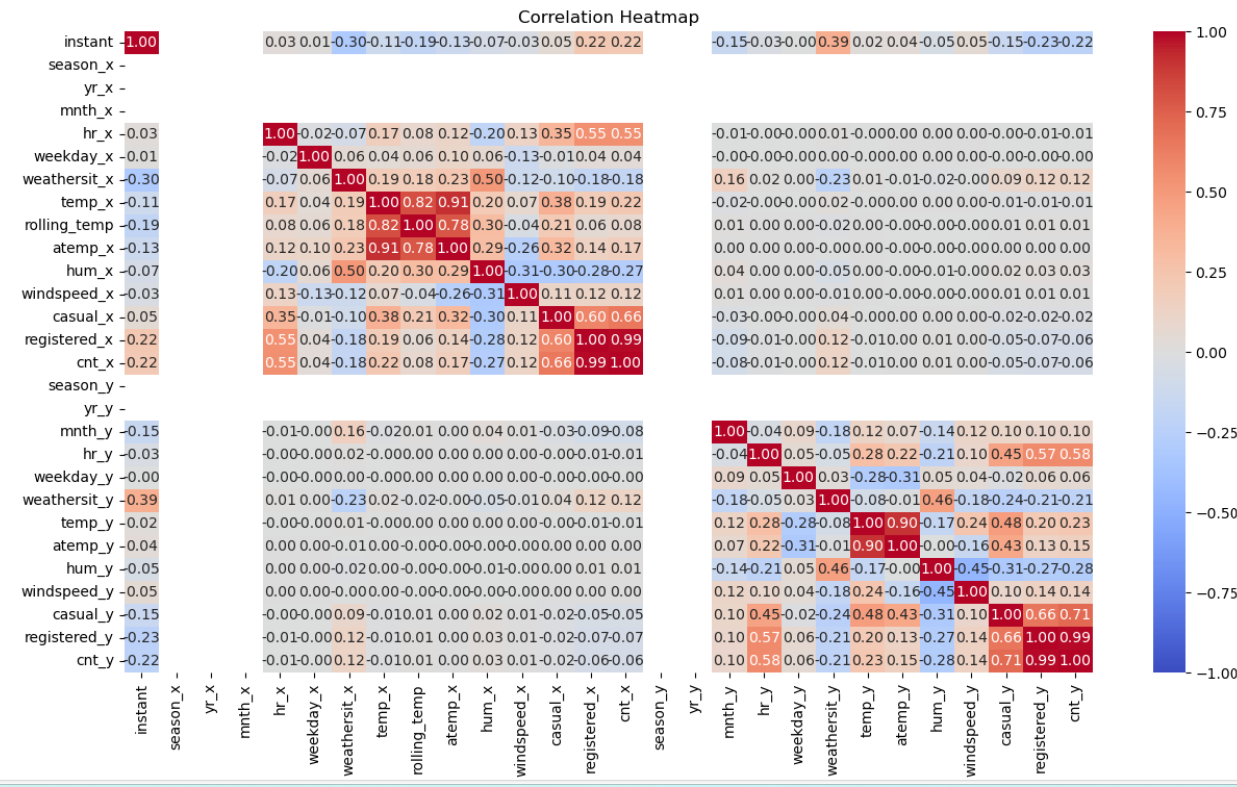 Correlation Heatmap
instant 1.00 0.03 0.01 -0.30 -0.11 -0.19 -0.13 -0.07 -0.03 0.05 0.22 0.22 -0.15 -0.03 -0.00 0.39 0.02 0.04 -0.05 0.05 -0.15 -0.23 -0.22
season_x
yr_x
mnth_x
hr_x 0.03 1.00 -0.02 -0.07 0.17 0.08 0.12 -0.20 0.13 0.35 0.55 0.55 -0.01 -0.00 -0.00 0.01 -0.00 0.00 0.00 0.00 -0.00 -0.01 -0.01
weekday_x 0.01 -0.02 1.00 0.06 0.04 0.06 0.10 0.06 -0.13 -0.01 0.04 0.04 -0.00 0.00 -0.00 0.00 -0.00 0.00 0.00 0.00 -0.00 -0.00 -0.00
weathersit_x -0.30 -0.07 0.06 1.00 0.19 0.18 0.23 0.50 -0.12 -0.10 -0.18 -0.18 0.16 0.02 0.00 -0.23 0.01 -0.01 -0.02 -0.00 0.09 0.12 0.12
temp_x -0.11 0.17 0.04 0.19 1.00 0.82 0.91 0.20 0.07 0.38 0.19 0.22 -0.02 -0.00 -0.00 0.02 -0.00 0.00 0.00 0.00 -0.01 -0.01 -0.01
rolling_temp -0.19 0.08 0.06 0.18 0.82 1.00 0.78 0.30 -0.04 0.21 0.06 0.08 0.01 0.00 0.00 -0.02 0.00 -0.00 -0.00 -0.00 0.01 0.01 0.01
atemp_x -0.13 0.12 0.10 0.23 0.91 0.78 1.00 0.29 -0.26 0.32 0.14 0.17 0.00 0.00 0.00 -0.00 0.00 0.00 -0.00 0.00 0.00 0.00 0.00
hum_x -0.07 -0.20 0.06 0.50 0.20 0.30 0.29 1.00 -0.31 -0.30 -0.28 -0.27 0.04 0.00 0.00 -0.05 0.00 -0.00 -0.01 -0.00 0.02 0.03 0.03
windspeed_x -0.03 0.13 -0.13 -0.12 0.07 -0.04 -0.26 -0.31 1.00 0.11 0.12 0.12 0.01 0.00 0.00 -0.01 0.00 -0.00 -0.00 -0.00 0.01 0.01 0.01
casual_x 0.05 0.35 -0.01 -0.10 0.38 0.21 0.32 -0.30 0.11 1.00 0.60 0.66 -0.03 -0.00 -0.00 0.04 -0.00 0.00 0.00 0.00 -0.02 -0.02 -0.02
registered_x 0.22 0.55 0.04 -0.18 0.19 0.06 0.14 -0.28 0.12 0.60 1.00 0.99 -0.09 -0.01 -0.00 0.12 -0.01 0.00 0.01 0.00 -0.05 -0.07 -0.06
cnt_x 0.22 0.55 0.04 -0.18 0.22 0.08 0.17 -0.27 0.12 0.66 0.99 1.00 -0.08 -0.01 -0.00 0.12 -0.01 0.00 0.01 0.00 -0.05 -0.07 -0.06
season_y
yr_y
mnth_y -0.15 -0.01 -0.00 0.16 -0.02 0.01 0.00 0.04 0.01 -0.03 -0.09 -0.08 1.00 -0.04 0.09 -0.18 0.12 0.07 -0.14 0.12 0.10 0.10 0.10
hr_y -0.03 -0.00 0.00 0.02 -0.00 0.00 0.00 0.00 0.00 -0.00 -0.01 -0.01 -0.04 1.00 0.05 -0.05 0.28 0.22 -0.21 0.10 0.45 0.57 0.58
weekday_y -0.00 -0.00 -0.00 0.00 -0.00 0.00 0.00 0.00 0.00 -0.00 -0.00 -0.00 0.09 0.05 1.00 0.03 -0.28 -0.31 0.05 0.04 -0.02 0.06 0.06
weathersit_y 0.39 0.01 0.00 -0.23 0.02 -0.02 -0.00 -0.05 -0.01 0.04 0.12 0.12 -0.18 -0.05 0.03 1.00 -0.08 -0.01 0.46 -0.18 -0.24 -0.21 -0.21
temp_y 0.02 -0.00 -0.00 0.01 -0.00 0.00 0.00 0.00 0.00 -0.00 -0.01 -0.01 0.12 0.28 -0.28 -0.08 1.00 0.90 -0.17 0.24 0.48 0.20 0.23
atemp_y 0.04 0.00 0.00 -0.01 0.00 -0.00 0.00 -0.00 -0.00 0.00 0.00 0.00 0.07 0.22 -0.31 -0.01 0.90 1.00 -0.00 -0.16 0.43 0.13 0.15
hum_y -0.05 0.00 0.00 -0.02 0.00 -0.00 -0.00 -0.01 -0.00 0.00 0.01 0.01 -0.14 -0.21 0.05 0.46 -0.17 -0.00 1.00 -0.45 -0.31 -0.27 -0.28
windspeed_y 0.05 0.00 0.00 -0.00 0.00 -0.00 0.00 -0.00 -0.00 0.00 0.00 0.00 0.12 0.10 0.04 -0.18 0.24 -0.16 -0.45 1.00 0.10 0.14 0.14
casual_y -0.15 -0.00 -0.00 0.09 -0.01 0.01 0.00 0.02 0.01 -0.02 -0.05 -0.05 0.10 0.45 -0.02 -0.24 0.48 0.43 -0.31 0.10 1.00 0.66 0.71
registered_y -0.23 -0.01 -0.00 0.12 -0.01 0.01 0.00 0.03 0.01 -0.02 -0.07 -0.07 0.10 0.57 0.06 -0.21 0.20 0.13 -0.27 0.14 0.66 1.00 0.99
cnt_y -0.22 -0.01 -0.00 0.12 -0.01 0.01 0.00 0.03 0.01 -0.02 -0.06 -0.06 0.10 0.58 0.06 -0.21 0.23 0.15 -0.28 0.14 0.71 0.99 1.00
instant season_x yr_x mnth_x hr_x weekday_x weathersit_x temp_x rolling_temp atemp_x hum_x windspeed_x casual_x registered_x cnt_x season_y yr_y mnth_y hr_y weekday_y weathersit_y temp_y atemp_y hum_y windspeed_y casual_y registered_y cnt_y
1.00
0.75
0.50
0.25
0.00
−0.25
−0.50
−0.75
−1.00